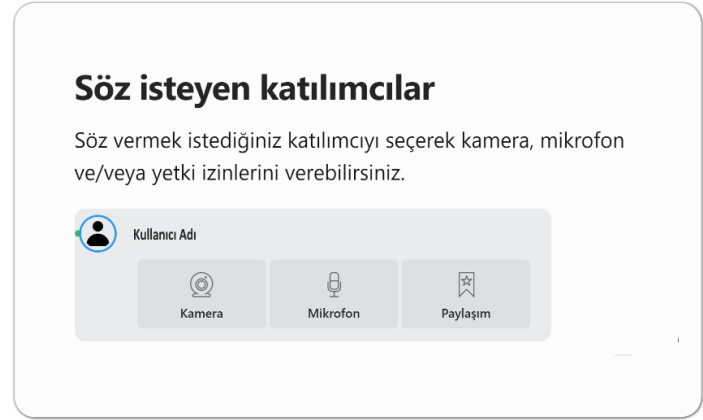 Söz isteyen katılımcılar
Söz vermek istediğiniz katılımcıyı seçerek kamera, mikrofon
ve/veya yetki izinlerini verebilirsiniz.
Kullanıcı Adı
Kamera Mikrofon Paylaşım